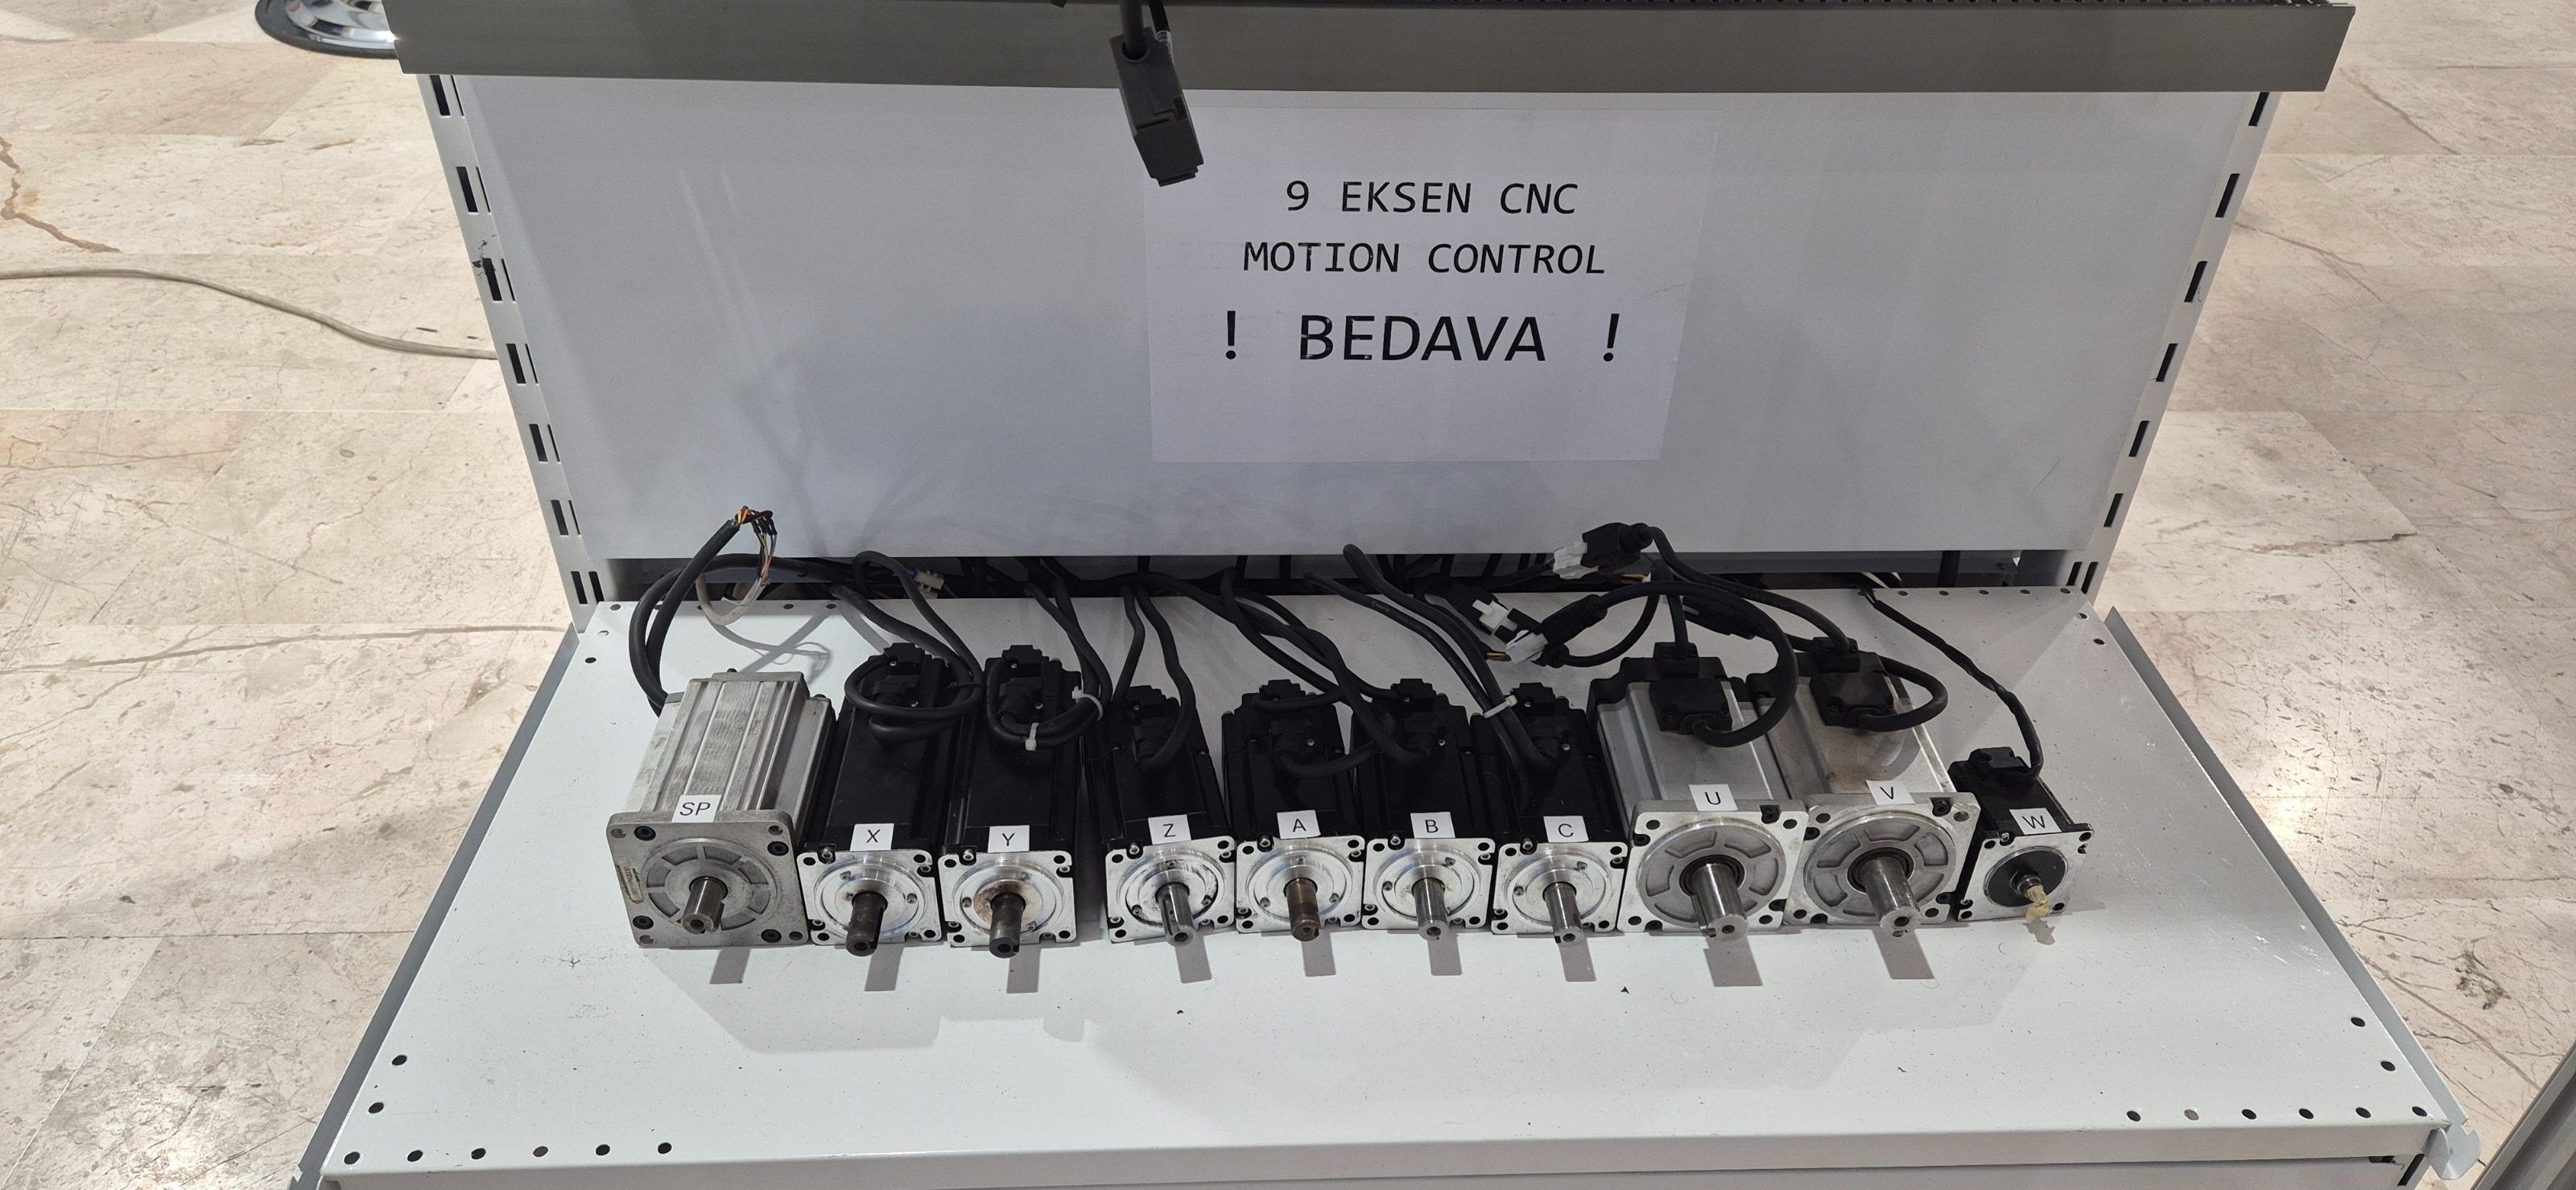 9 EKSEN CNC
MOTION CONTROL
! BEDAVA !
SP
X
Y
Z
A
B
C
U
V
W